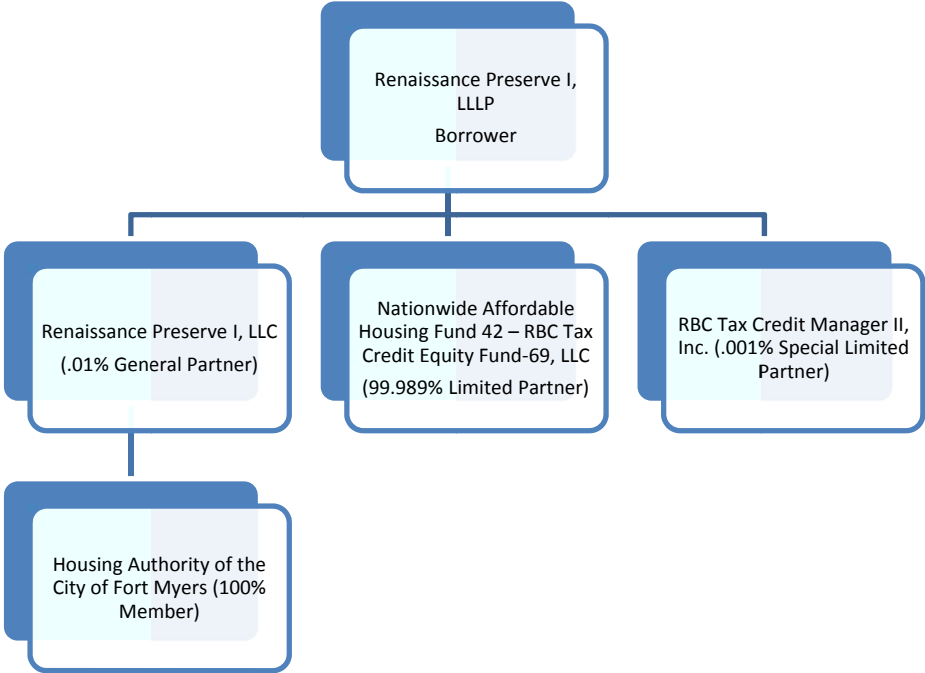 Renaissance Preserve I,
LLLP
Borrower
Renaissance Preserve I, LLC
(.01% General Partner)
Nationwide Affordable
Housing Fund 42 – RBC Tax
Credit Equity Fund-69, LLC
(99.989% Limited Partner)
RBC Tax Credit Manager II,
Inc. (.001% Special Limited
Partner)
Housing Authority of the
City of Fort Myers (100%
Member)